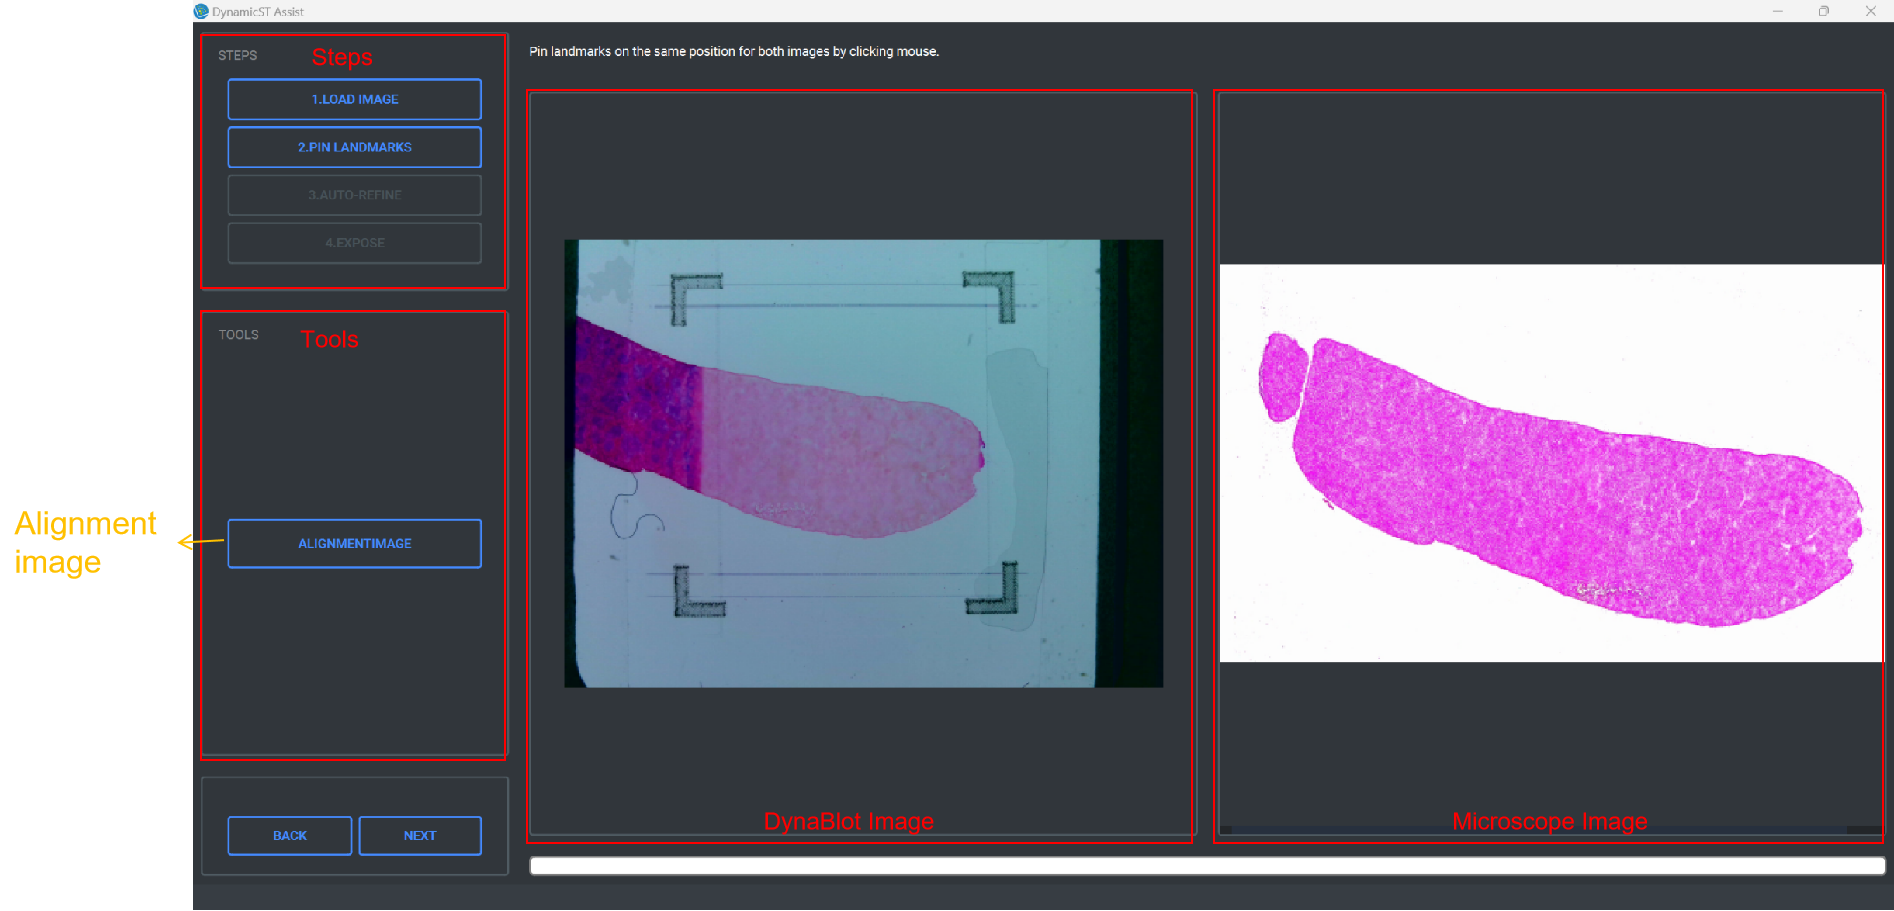 DynamicST Assist
STEPS
Steps
1.LOAD IMAGE
2.PIN LANDMARKS
3.AUTO-REFINE
4.EXPOSE
TOOLS
Tools
Alignment
image
ALIGNMENTIMAGE
BACK
NEXT
Pin landmarks on the same position for both images by clicking mouse.
DynaBlot Image
Microscope Image